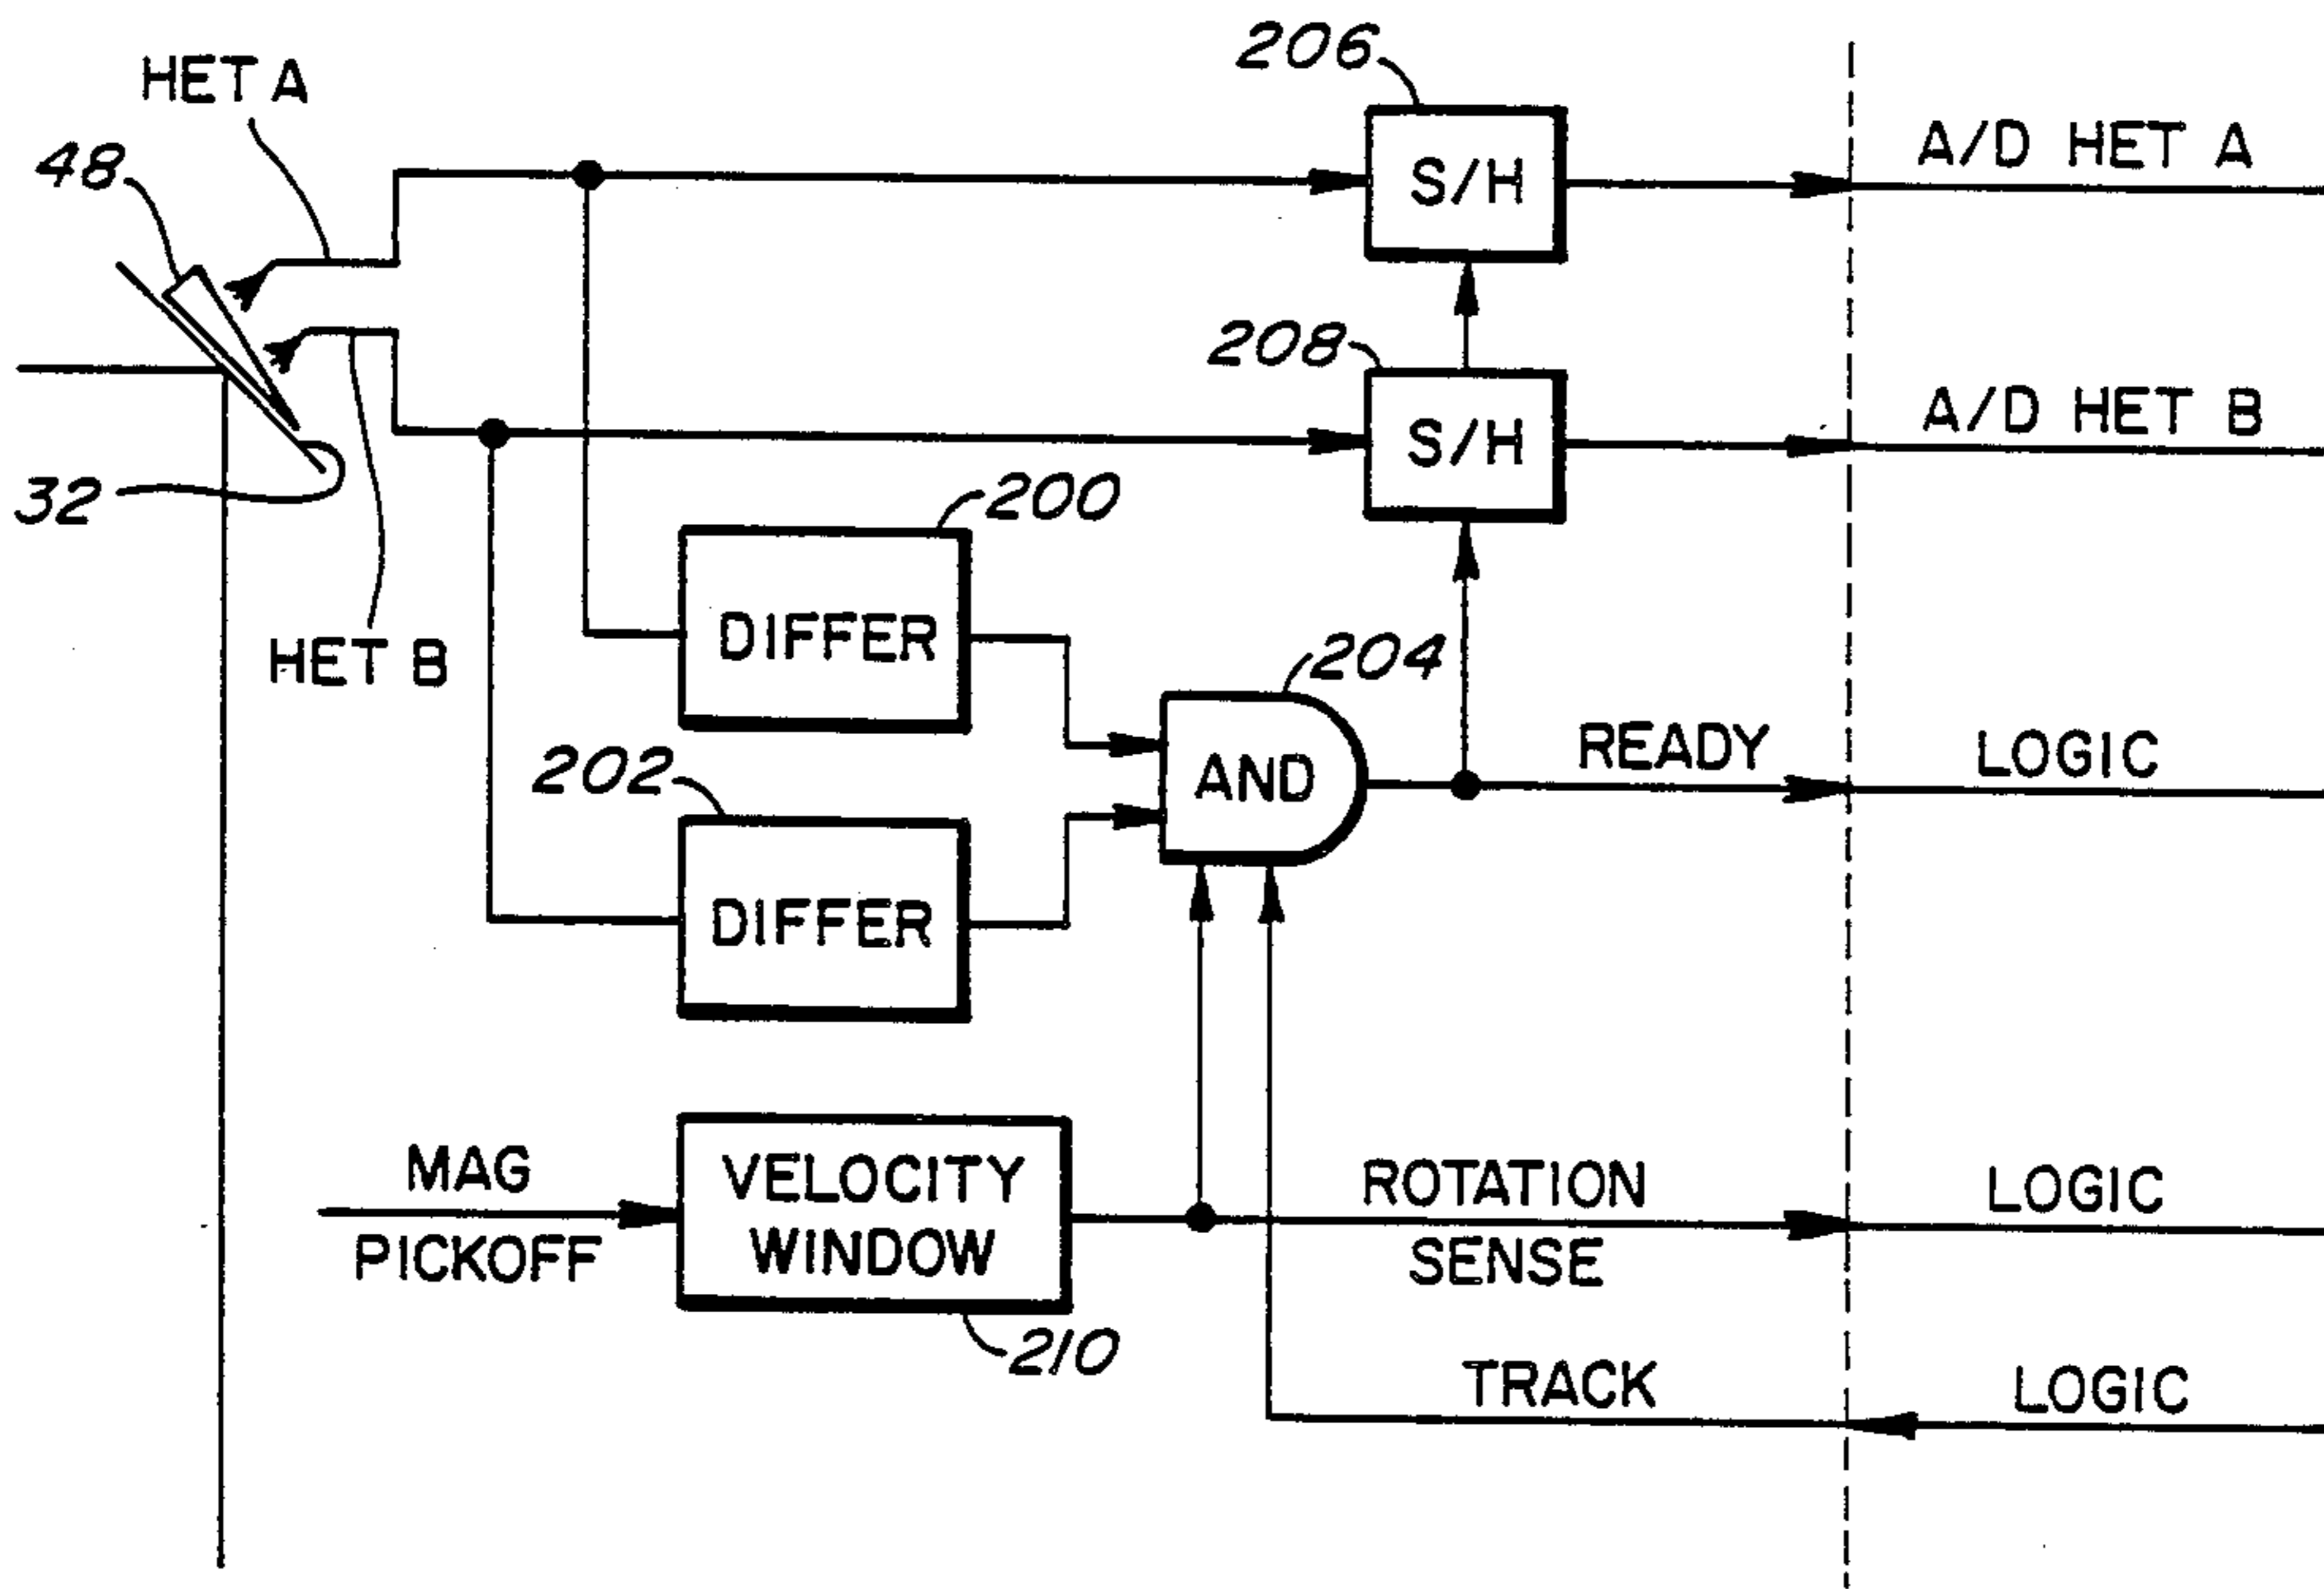 206
HET A
A/D HET A
48
S/H
208
A/D HET B
S/H
32
200
HET B
DIFFER
204
READY
LOGIC
202
AND
DIFFER
MAG
PICKOFF
VELOCITY
WINDOW
ROTATION
SENSE
LOGIC
210
TRACK
LOGIC